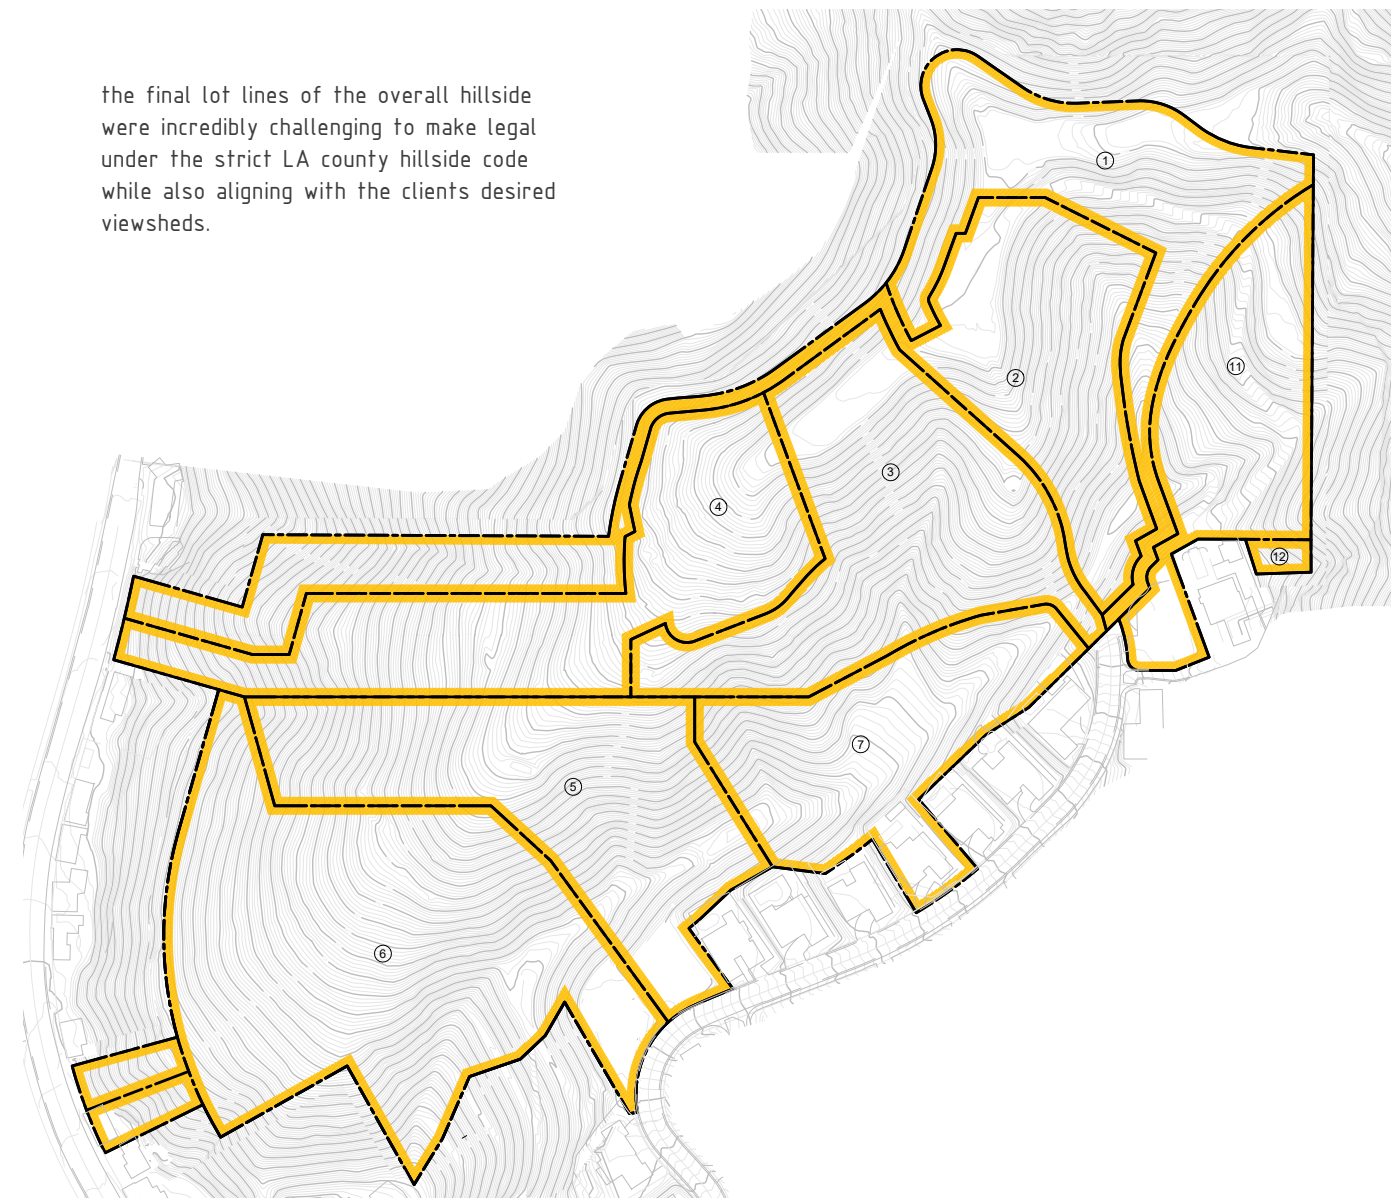 the final lot lines of the overall hillside
were incredibly challenging to make legal
under the strict LA county hillside code
while also aligning with the clients desired
viewsheds.
1
2
11
3
4
12
7
5
6